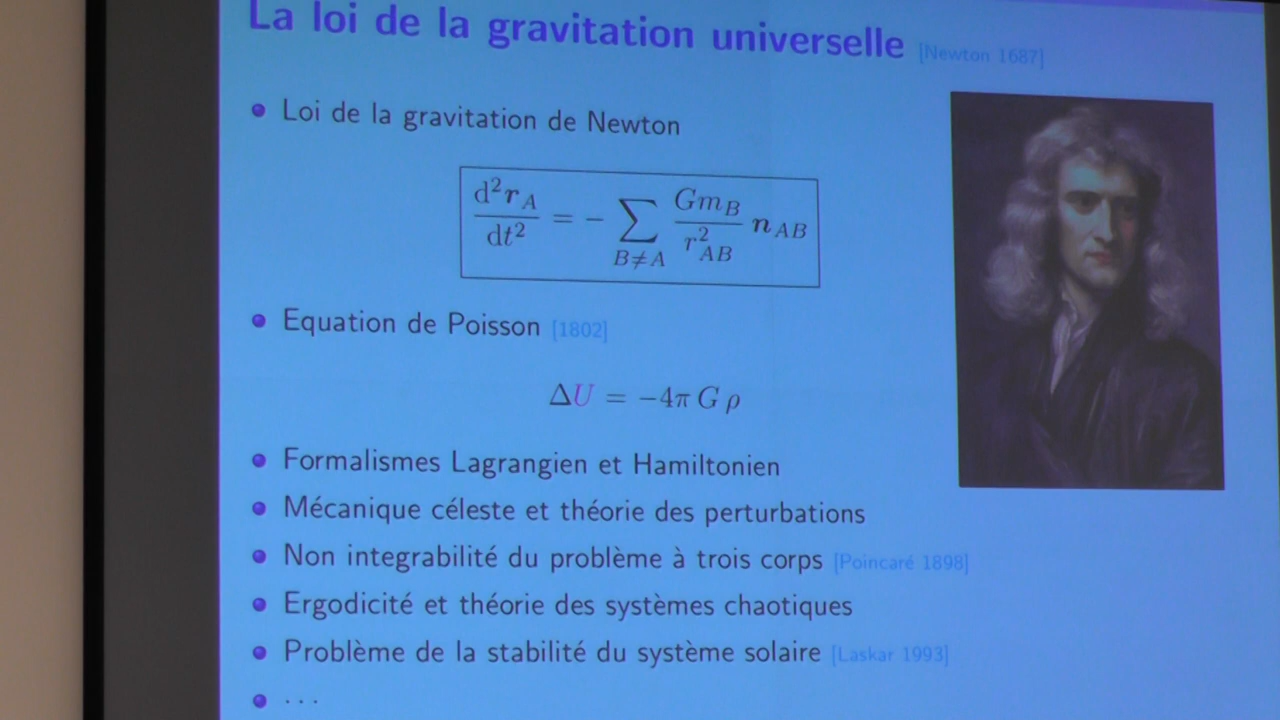 La loi de la gravitation universelle [Newton 1687]
Loi de la gravitation de Newton
d²r_A/dt² = − ∑_{B≠A} Gm_B/r²_AB n_AB
Equation de Poisson [1802]
ΔU = −4π G ρ
Formalismes Lagrangien et Hamiltonien
Mécanique céleste et théorie des perturbations
Non integrabilité du problème à trois corps [Poincaré 1898]
Ergodicité et théorie des systèmes chaotiques
Problème de la stabilité du système solaire [Laskar 1993]
· · ·